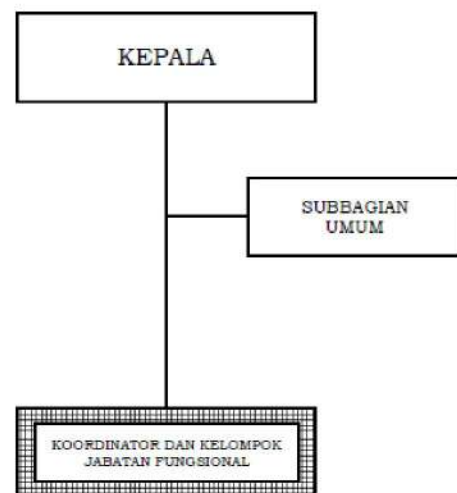 KEPALA
SUBBAGIAN
UMUM
KOORDINATOR DAN KELOMPOK
JABATAN FUNGSIONAL